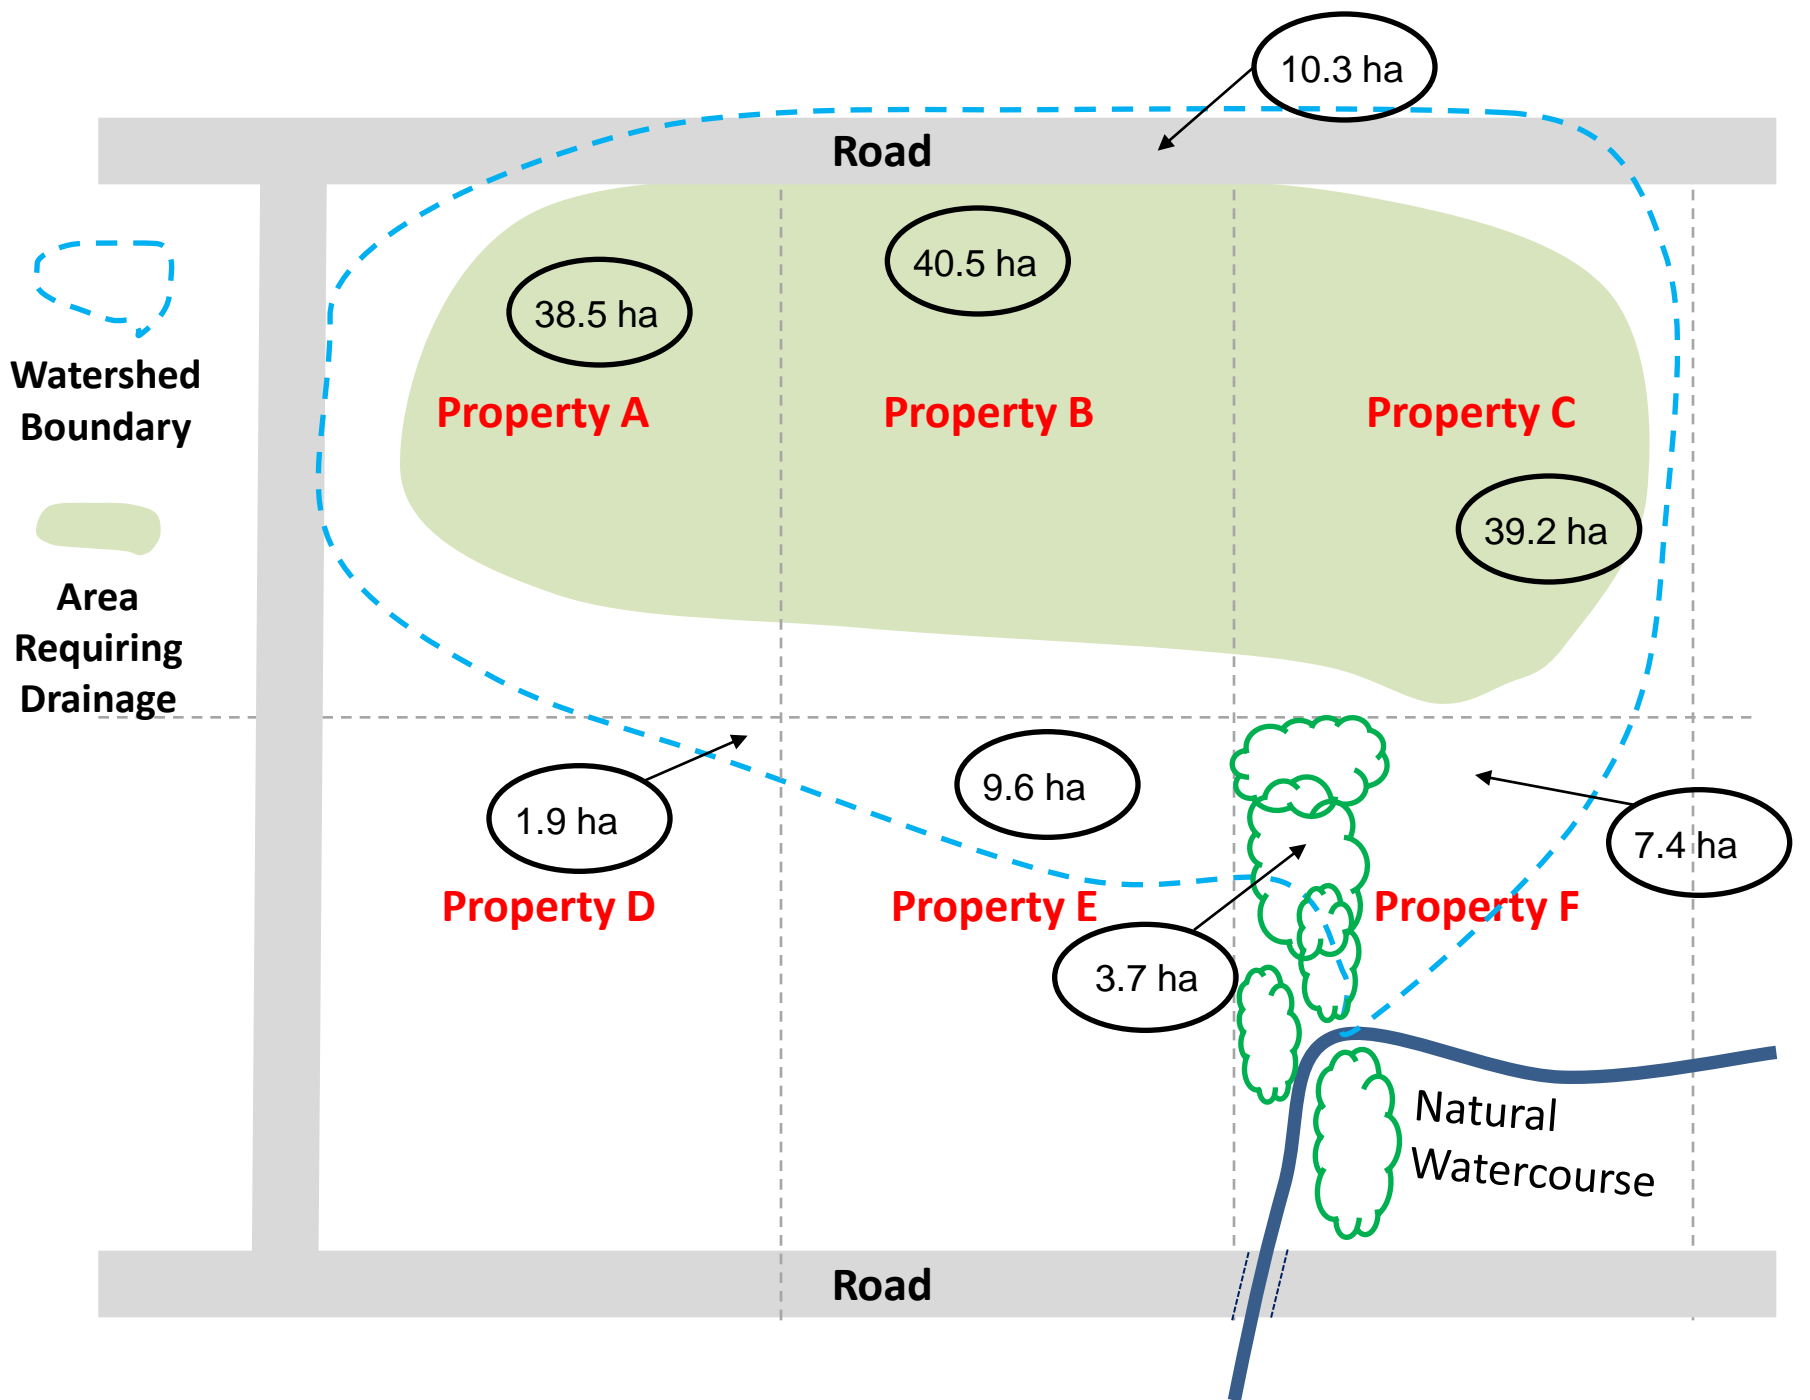 10.3 ha
Road
40.5 ha
38.5 ha
Watershed
Boundary
Property A
Property B
Property C
39.2 ha
Area
Requiring
Drainage
1.9 ha
9.6 ha
7.4 ha
Property D
Property E
Property F
3.7 ha
Natural
Watercourse
Road